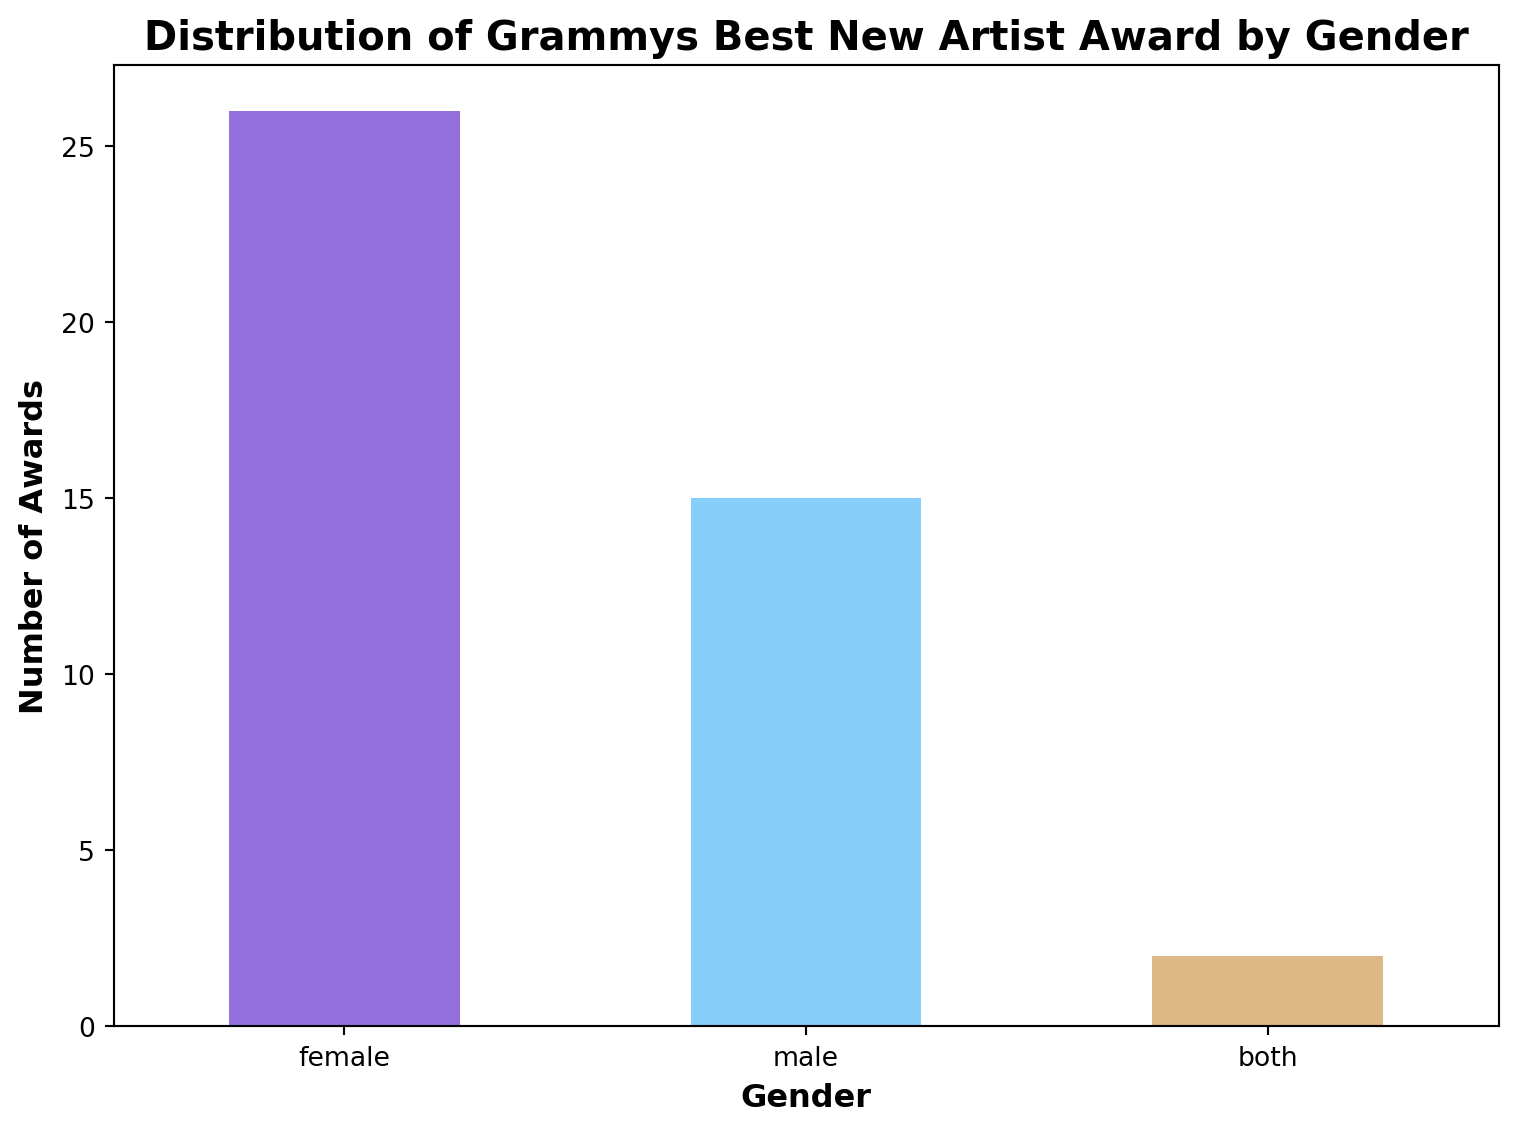 Distribution of Grammys Best New Artist Award by Gender
Number of Awards
25
20
15
10
5
0
female
male
both
Gender